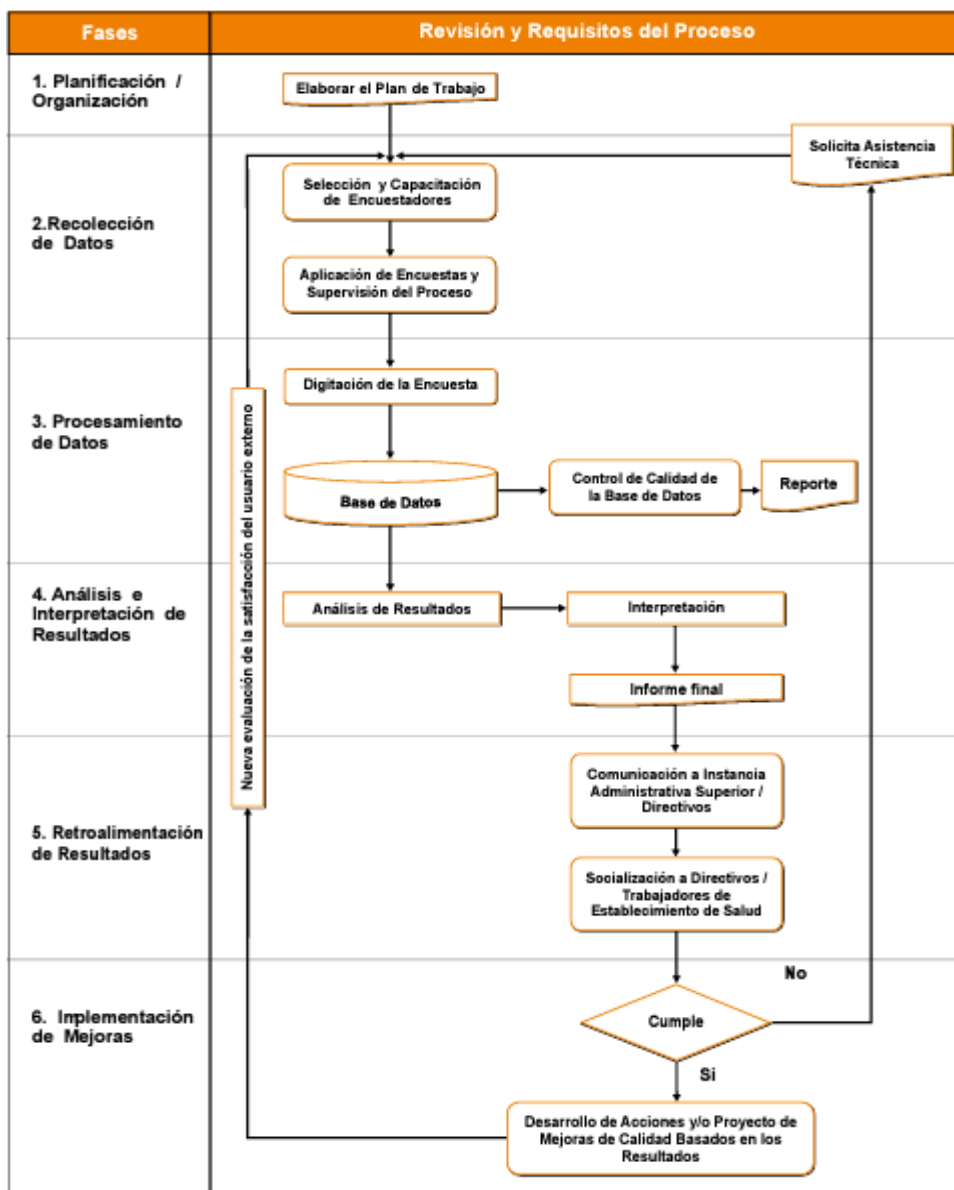 Fases
Revisión y Requisitos del Proceso
1. Planificación /
Organización
Elaborar el Plan de Trabajo
Solicita Asistencia
Técnica
2.Recolección
de Datos
Selección y Capacitación
de Encuestadores
Aplicación de Encuestas y
Supervisión del Proceso
3. Procesamiento
de Datos
Digitación de la Encuesta
Base de Datos
Control de Calidad de
la Base de Datos
Reporte
Nueva evaluación de la satisfacción del usuario externo
4. Análisis e
Interpretación de
Resultados
Análisis de Resultados
Interpretación
Informe final
5. Retroalimentación
de Resultados
Comunicación a Instancia
Administrativa Superior /
Directivos
Socialización a Directivos /
Trabajadores de
Establecimiento de Salud
6. Implementación
de Mejoras
No
Cumple
Si
Desarrollo de Acciones y/o Proyecto de
Mejoras de Calidad Basados en los
Resultados